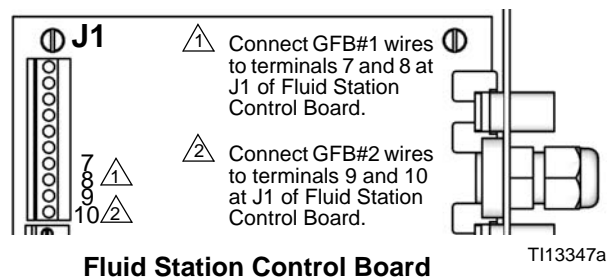 J1
1 Connect GFB#1 wires
to terminals 7 and 8 at
J1 of Fluid Station
Control Board.
2 Connect GFB#2 wires
to terminals 9 and 10
at J1 of Fluid Station
Control Board.
7
8 1
9
10 2
TI13347a
Fluid Station Control Board